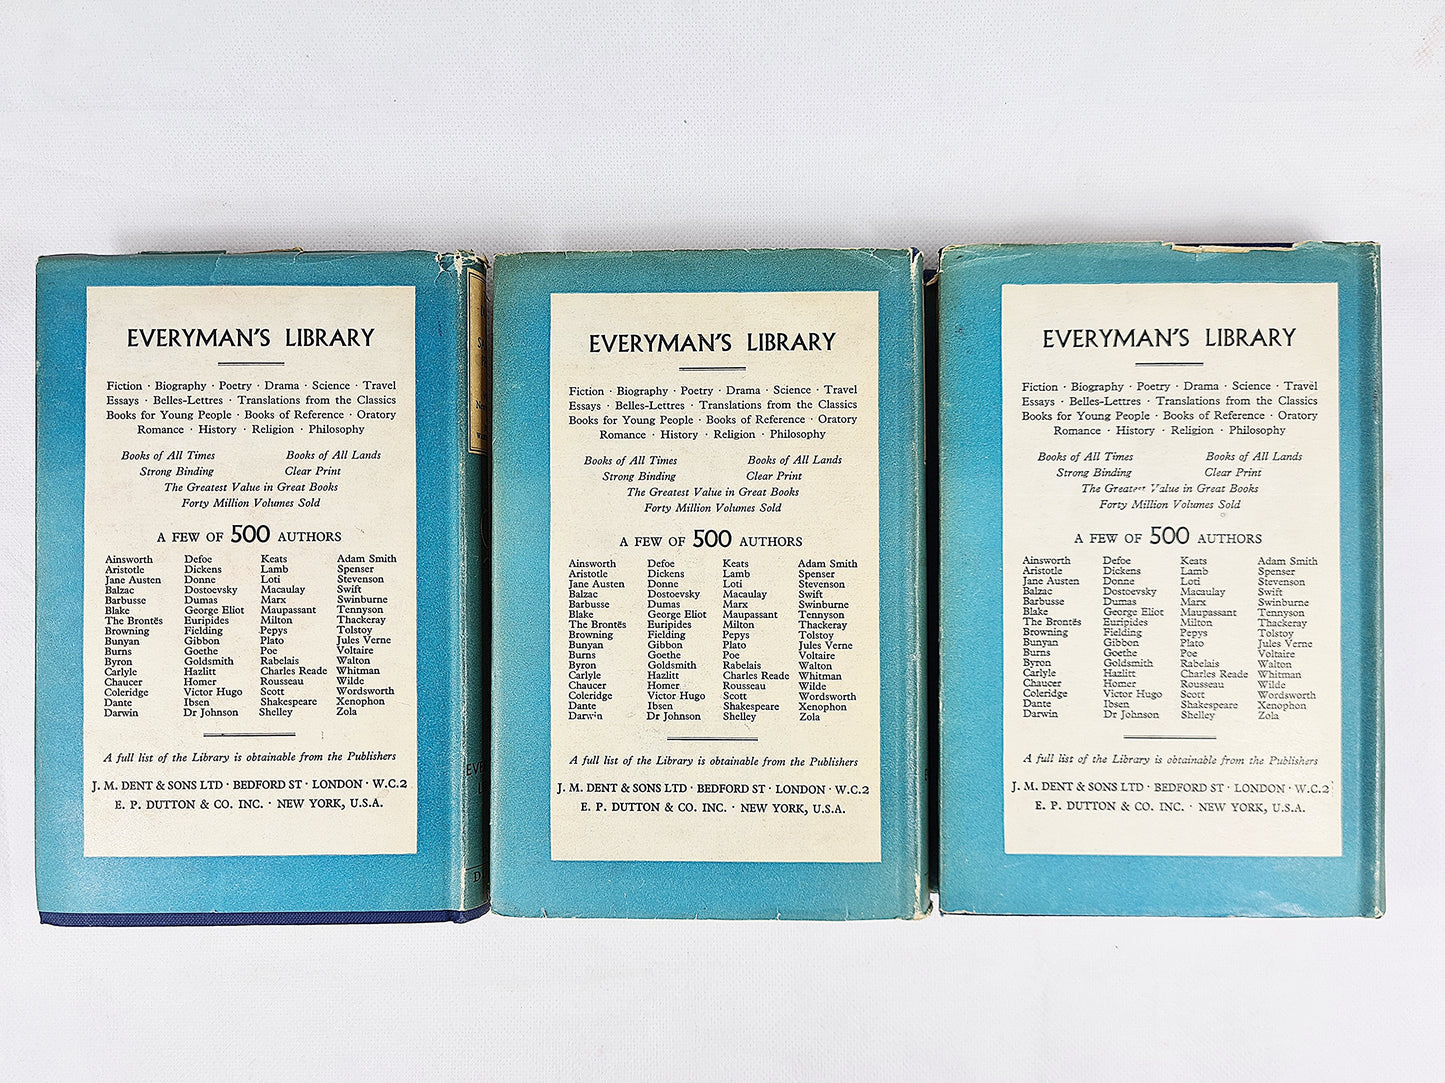 EVERYMAN'S LIBRARY
Fiction · Biography · Poetry · Drama · Science · Travel
Essays · Belles-Lettres · Translations from the Classics
Books for Young People · Books of Reference · Oratory
Romance · History · Religion · Philosophy
Books of All Times Books of All Lands
Strong Binding Clear Print
The Greatest Value in Great Books
Forty Million Volumes Sold
A FEW OF 500 AUTHORS
Ainsworth Defoe Keats Adam Smith
Aristotle Dickens Lamb Spenser
Jane Austen Donne Loti Stevenson
Balzac Dostoevsky Macaulay Swift
Barbusse Dumas Marx Swinburne
Blake George Eliot Maupassant Tennyson
The Brontës Euripides Milton Thackeray
Browning Fielding Pepys Tolstoy
Bunyan Gibbon Plato Jules Verne
Burns Goethe Poe Voltaire
Byron Goldsmith Rabelais Walton
Carlyle Hazlitt Charles Reade Whitman
Chaucer Homer Rousseau Wilde
Coleridge Victor Hugo Scott Wordsworth
Dante Ibsen Shakespeare Xenophon
Darwin Dr Johnson Shelley Zola
A full list of the Library is obtainable from the Publishers
J. M. DENT & SONS LTD · BEDFORD ST · LONDON · W.C.2
E. P. DUTTON & CO. INC. · NEW YORK, U.S.A.
EVERYMAN'S LIBRARY
Fiction · Biography · Poetry · Drama · Science · Travel
Essays · Belles-Lettres · Translations from the Classics
Books for Young People · Books of Reference · Oratory
Romance · History · Religion · Philosophy
Books of All Times Books of All Lands
Strong Binding Clear Print
The Greatest Value in Great Books
Forty Million Volumes Sold
A FEW OF 500 AUTHORS
Ainsworth Defoe Keats Adam Smith
Aristotle Dickens Lamb Spenser
Jane Austen Donne Loti Stevenson
Balzac Dostoevsky Macaulay Swift
Barbusse Dumas Marx Swinburne
Blake George Eliot Maupassant Tennyson
The Brontës Euripides Milton Thackeray
Browning Fielding Pepys Tolstoy
Bunyan Gibbon Plato Jules Verne
Burns Goethe Poe Voltaire
Byron Goldsmith Rabelais Walton
Carlyle Hazlitt Charles Reade Whitman
Chaucer Homer Rousseau Wilde
Coleridge Victor Hugo Scott Wordsworth
Dante Ibsen Shakespeare Xenophon
Darwin Dr Johnson Shelley Zola
A full list of the Library is obtainable from the Publishers
J. M. DENT & SONS LTD · BEDFORD ST · LONDON · W.C.2
E. P. DUTTON & CO. INC. · NEW YORK, U.S.A.
EVERYMAN'S LIBRARY
Fiction · Biography · Poetry · Drama · Science · Travel
Essays · Belles-Lettres · Translations from the Classics
Books for Young People · Books of Reference · Oratory
Romance · History · Religion · Philosophy
Books of All Times Books of All Lands
Strong Binding Clear Print
The Greatest Value in Great Books
Forty Million Volumes Sold
A FEW OF 500 AUTHORS
Ainsworth Defoe Keats Adam Smith
Aristotle Dickens Lamb Spenser
Jane Austen Donne Loti Stevenson
Balzac Dostoevsky Macaulay Swift
Barbusse Dumas Marx Swinburne
Blake George Eliot Maupassant Tennyson
The Brontës Euripides Milton Thackeray
Browning Fielding Pepys Tolstoy
Bunyan Gibbon Plato Jules Verne
Burns Goethe Poe Voltaire
Byron Goldsmith Rabelais Walton
Carlyle Hazlitt Charles Reade Whitman
Chaucer Homer Rousseau Wilde
Coleridge Victor Hugo Scott Wordsworth
Dante Ibsen Shakespeare Xenophon
Darwin Dr Johnson Shelley Zola
A full list of the Library is obtainable from the Publishers
J. M. DENT & SONS LTD · BEDFORD ST · LONDON · W.C.2
E. P. DUTTON & CO. INC. · NEW YORK, U.S.A.